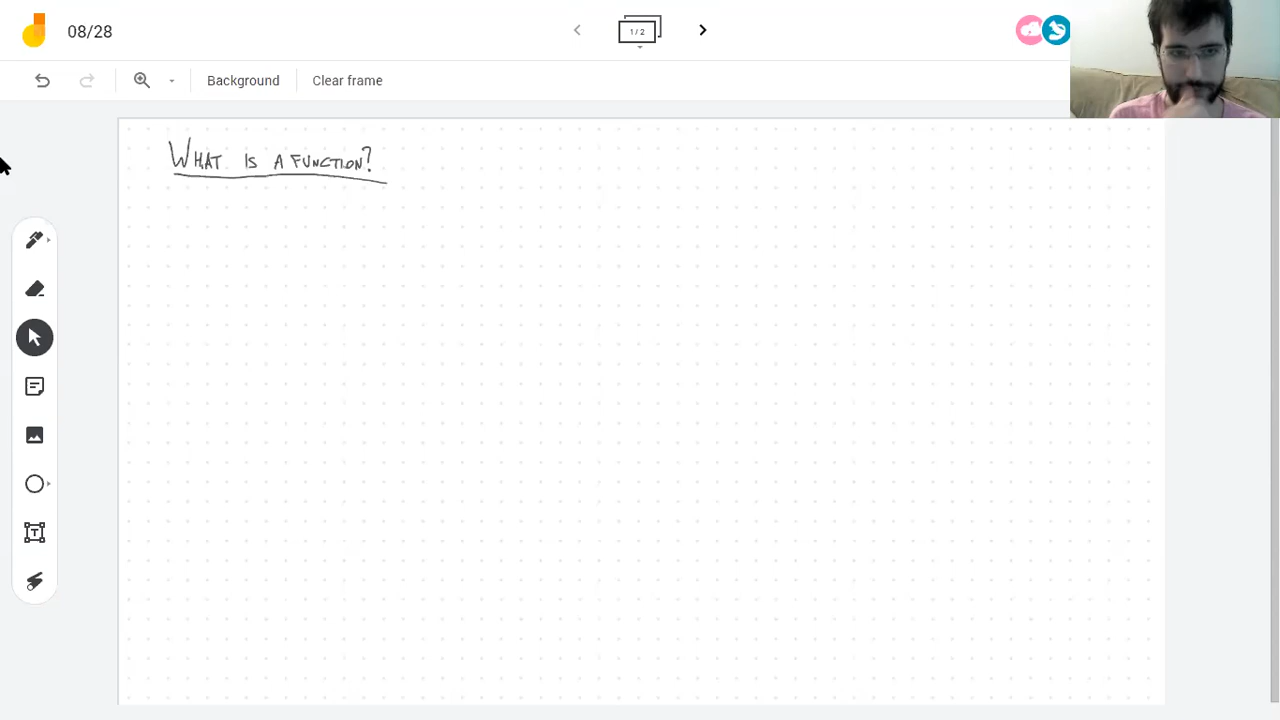 08/28
1 / 2
Background
Clear frame
WHAT IS A FUNCTION?
T